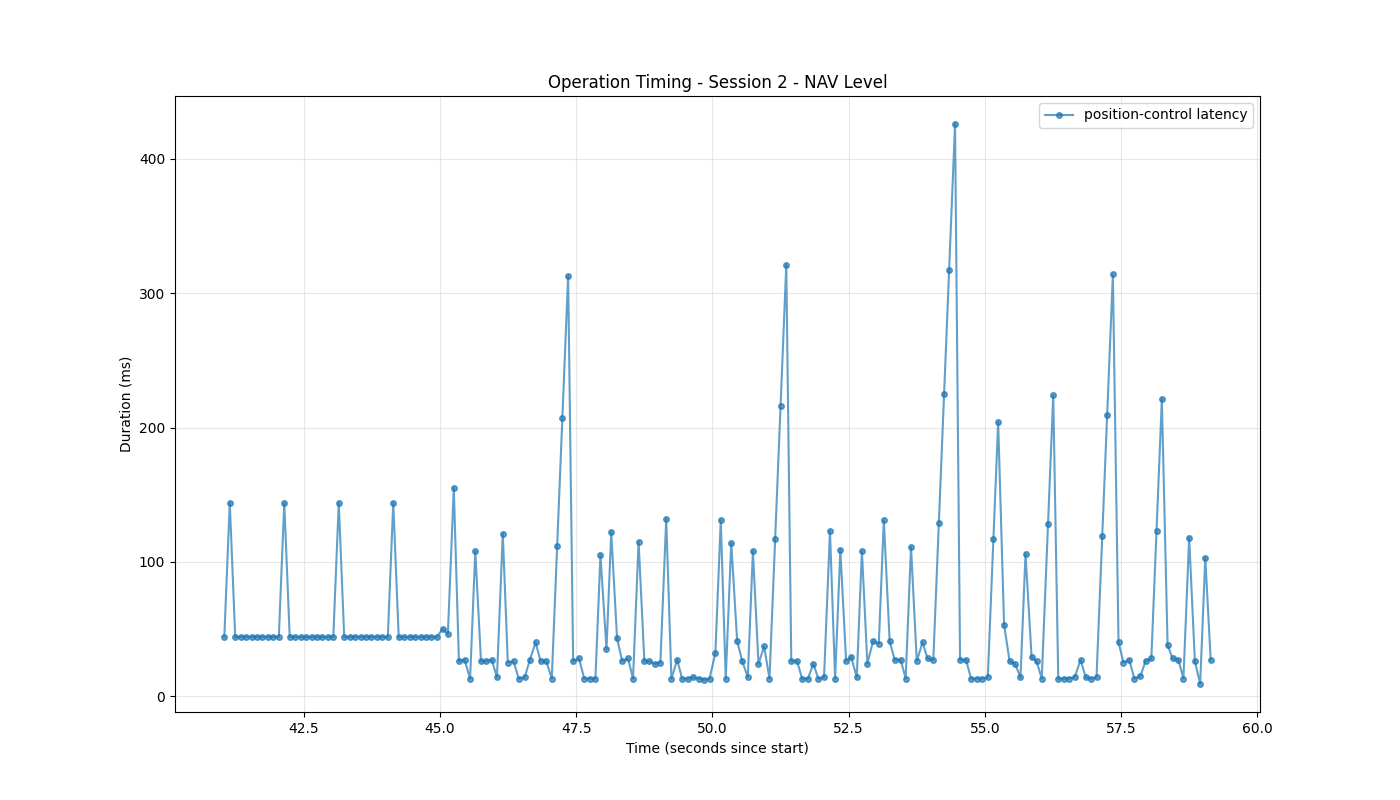 Operation Timing - Session 2 - NAV Level
position-control latency
Duration (ms)
400
300
200
100
0
42.5 45.0 47.5 50.0 52.5 55.0 57.5 60.0
Time (seconds since start)